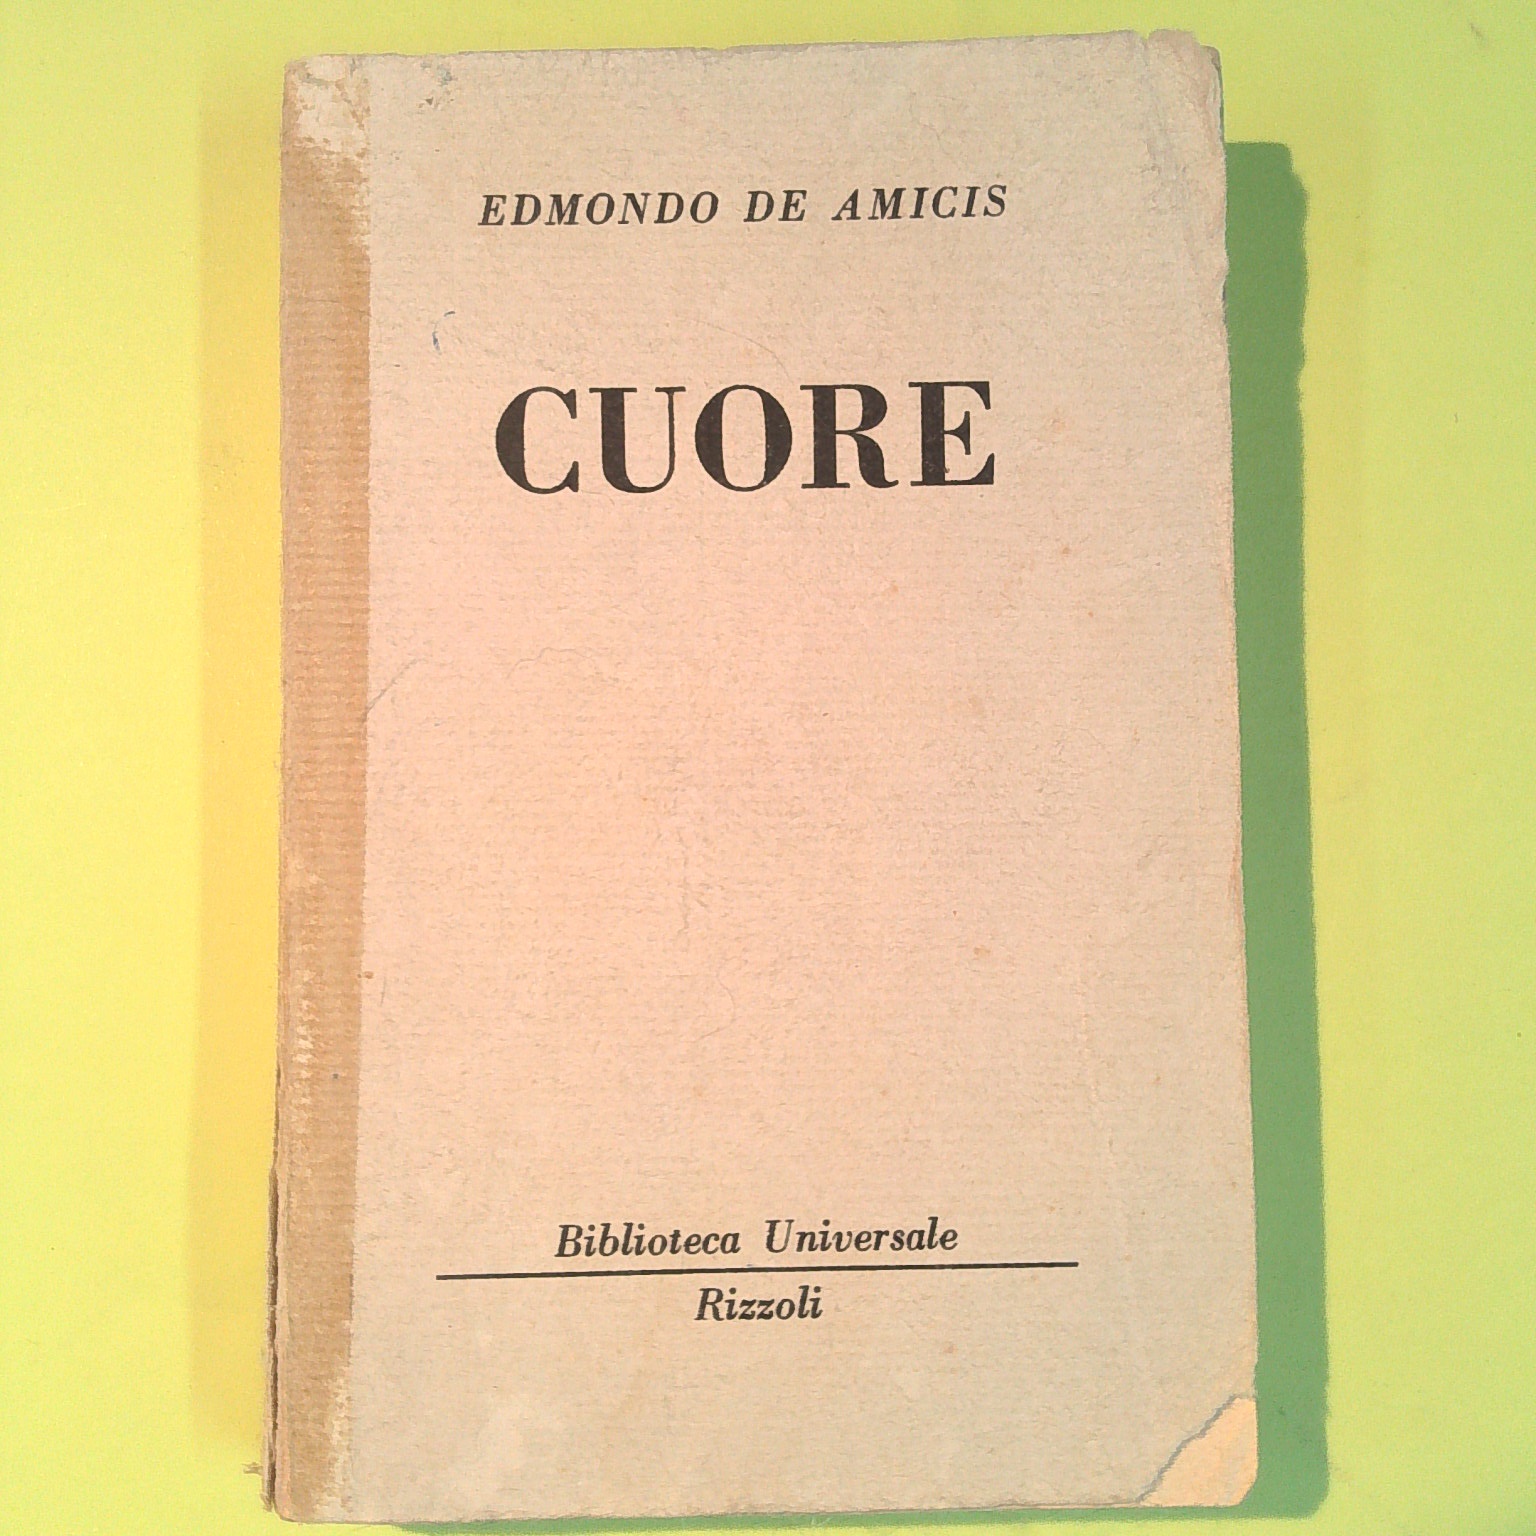 EDMONDO DE AMICIS
CUORE
Biblioteca Universale
Rizzoli